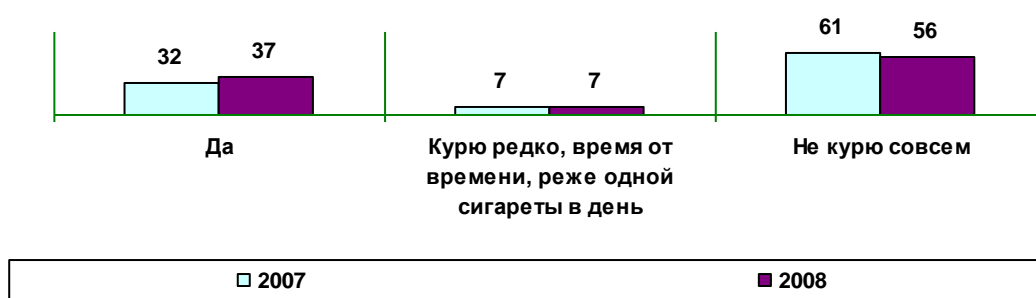 32 37
7 7
61 56
Да
Курю редко, время от
времени, реже одной
сигареты в день
Не курю совсем
2007 2008